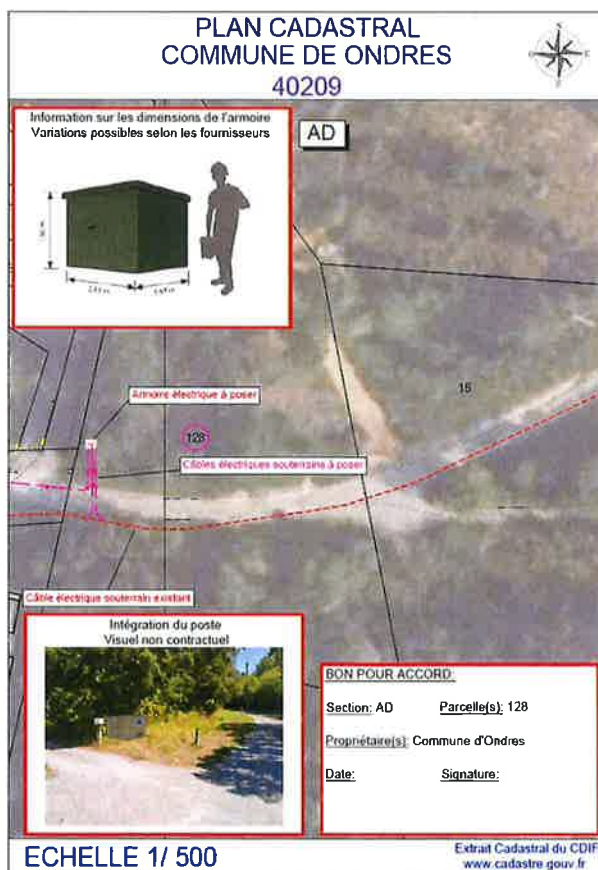 PLAN CADASTRAL
COMMUNE DE ONDRES
40209
N
Information sur les dimensions de l'armoire
Variations possibles selon les fournisseurs
AD
15
Armoire électrique à poser
128
Câbles électriques souterrains à poser
Câble électrique souterrain existant
Intégration du poste
Visuel non contractuel
BON POUR ACCORD:
Section: AD Parcelle(s): 128
Propriétaire(s): Commune d'Ondres
Date: Signature:
ECHELLE 1/ 500
Extrait Cadastral du CDIF
www.cadastre.gouv.fr